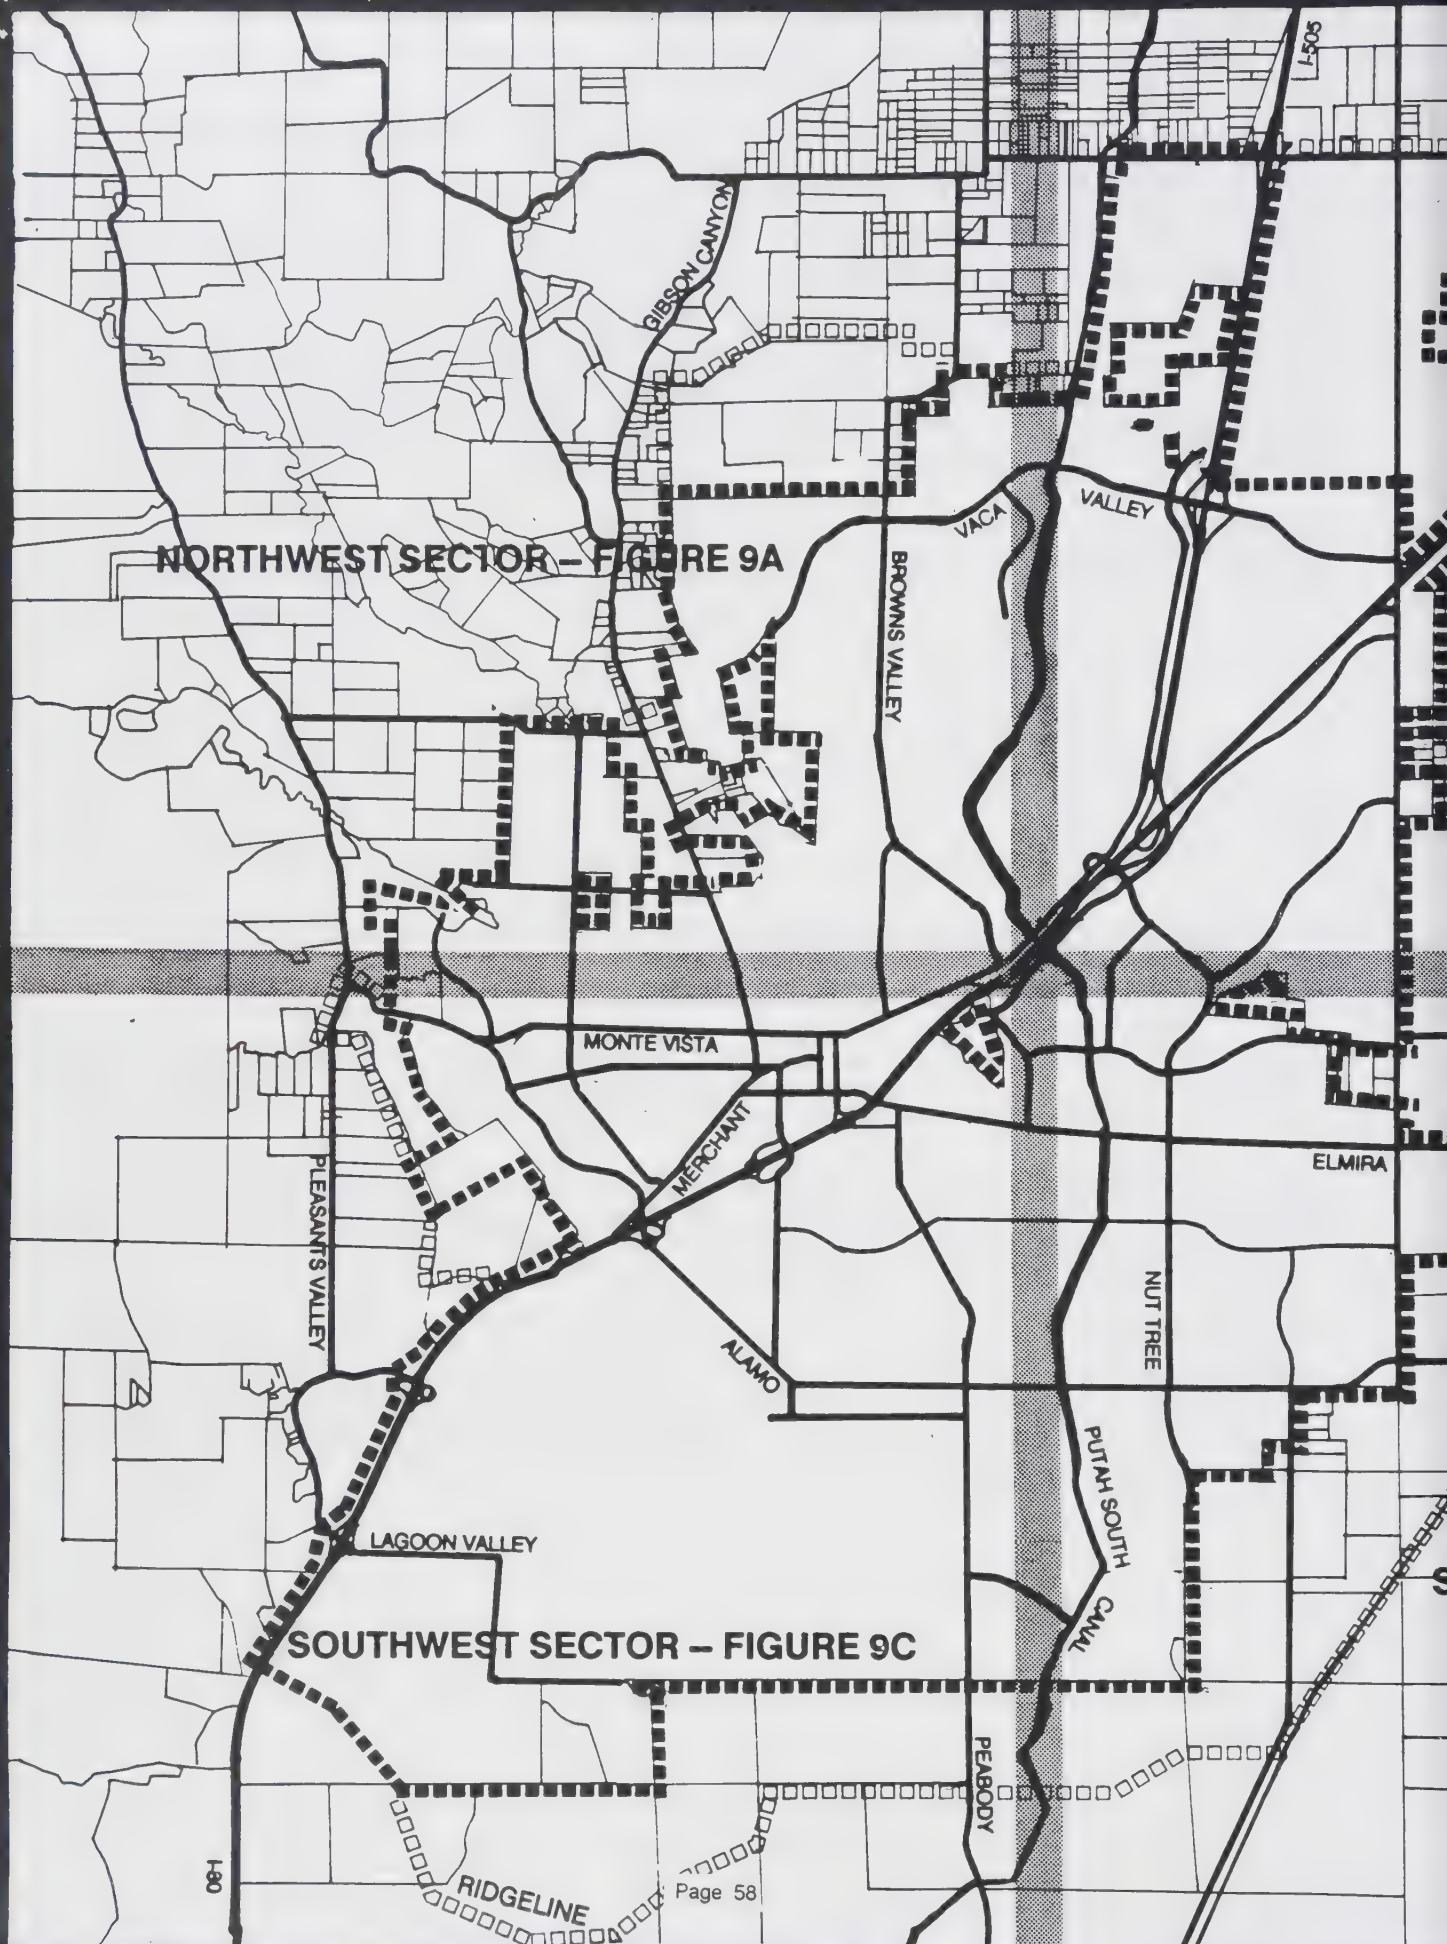 I-505
GIBSON CANYON
VACA
VALLEY
NORTHWEST SECTOR – FIGURE 9A
BROWNS VALLEY
MONTE VISTA
MERCHANT
ELMIRA
PLEASANTS VALLEY
NUT TREE
ALAMO
PUTAH SOUTH
CANAL
LAGOON VALLEY
SOUTHWEST SECTOR – FIGURE 9C
PEABODY
I-80
RIDGELINE
Page 58